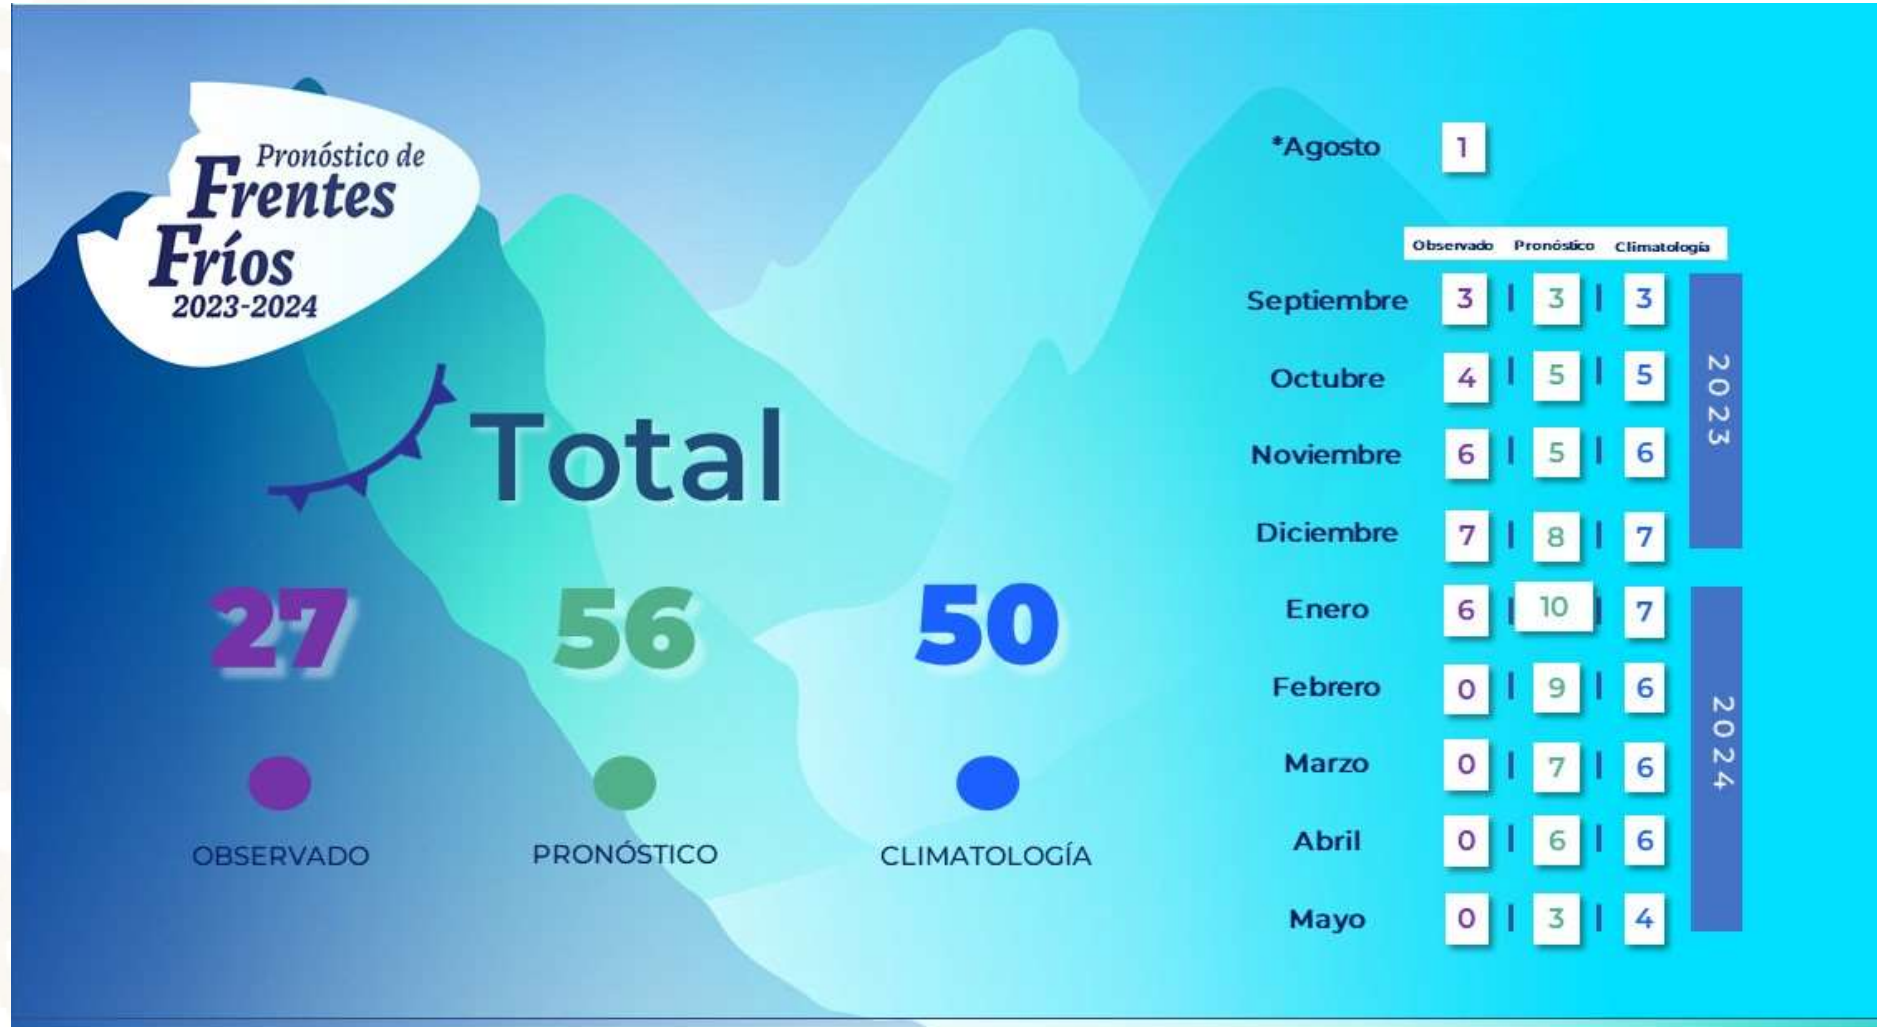 Pronóstico de
Frentes
Fríos
2023-2024
Total
27 56 50
OBSERVADO PRONÓSTICO CLIMATOLOGÍA
*Agosto 1
Observado Pronóstico Climatología
Septiembre 3 | 3 | 3
Octubre 4 | 5 | 5
Noviembre 6 | 5 | 6
Diciembre 7 | 8 | 7
2023
Enero 6 | 10 | 7
Febrero 0 | 9 | 6
Marzo 0 | 7 | 6
Abril 0 | 6 | 6
Mayo 0 | 3 | 4
2024